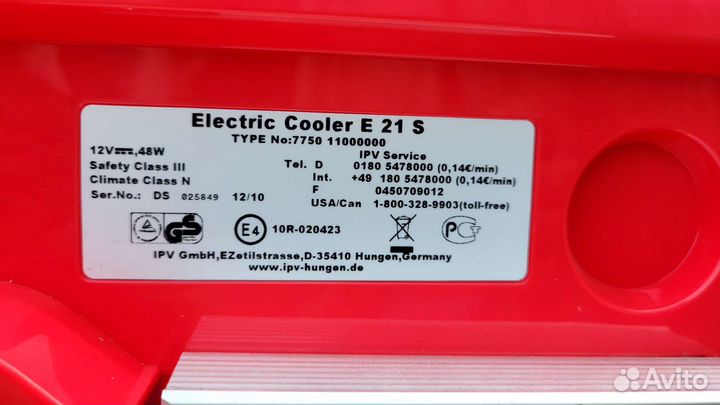 Electric Cooler E 21 S
TYPE No:7750 11000000
12V⎓,48W
Safety Class III
Climate Class N
Ser.No.: DS 025849 12/10
IPV Service
Tel. D 0180 5478000 (0,14€/min)
Int. +49 180 5478000 (0,14€/min)
F 0450709012
USA/Can 1-800-328-9903(toll-free)
E4 10R-020423
IPV GmbH,EZetilstrasse,D-35410 Hungen,Germany
www.ipv-hungen.de
Avito